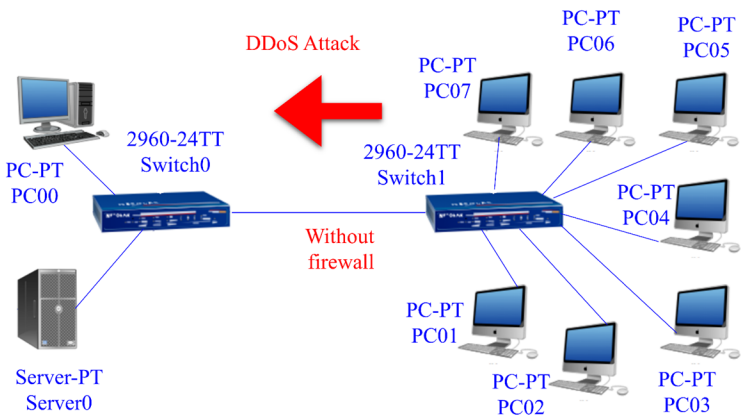 DDoS Attack
PC-PT
PC06
PC-PT
PC05
PC-PT
PC07
2960-24TT
Switch0
2960-24TT
Switch1
PC-PT
PC00
PC-PT
PC04
Without
firewall
PC-PT
PC01
Server-PT
Server0
PC-PT
PC02
PC-PT
PC03